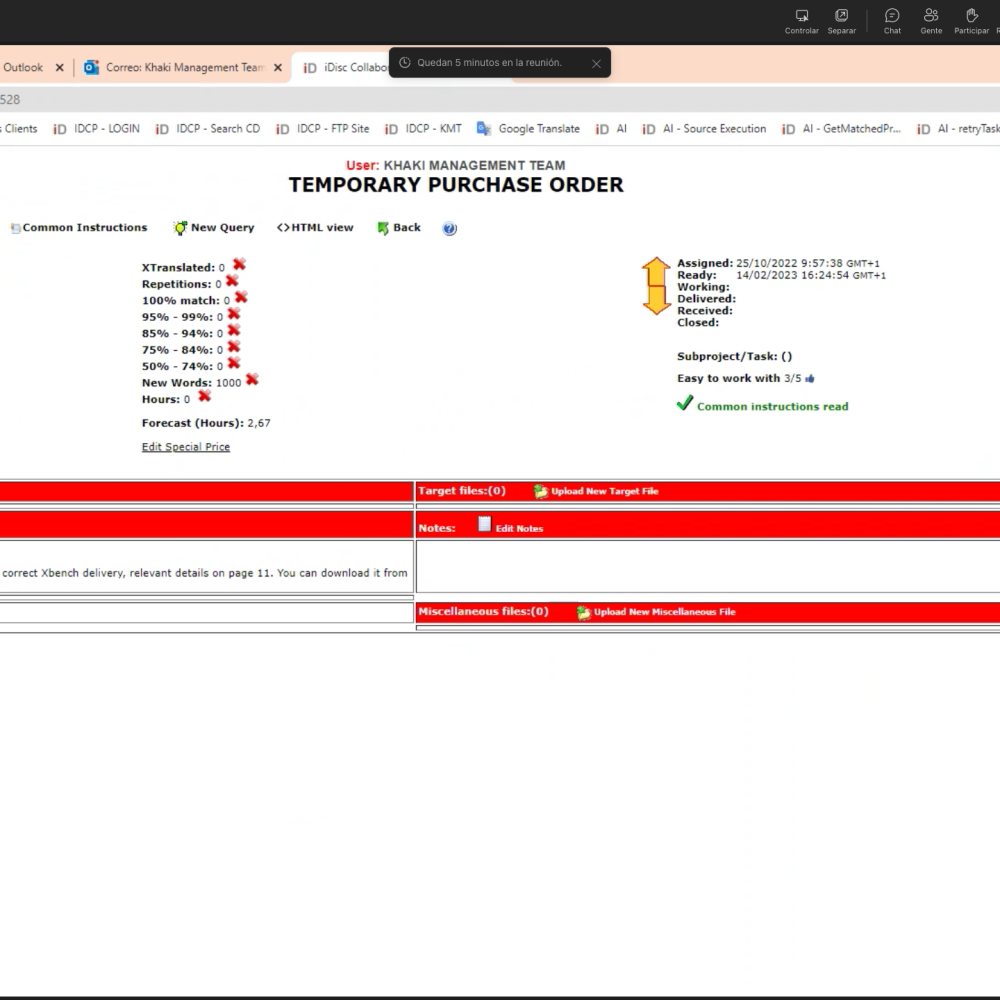 Controlar Separar Chat Gente Participar
Outlook Correo: Khaki Management Team iDisc Collabo
Quedan 5 minutos en la reunión.
528
s Clients iD IDCP - LOGIN iD IDCP - Search CD iD IDCP - FTP Site iD IDCP - KMT Google Translate iD AI iD AI - Source Execution iD AI - GetMatchedPr... iD AI - retryTask
User: KHAKI MANAGEMENT TEAM
TEMPORARY PURCHASE ORDER
Common Instructions New Query <>HTML view Back
XTranslated: 0
Repetitions: 0
100% match: 0
95% - 99%: 0
85% - 94%: 0
75% - 84%: 0
50% - 74%: 0
New Words: 1000
Hours: 0
Forecast (Hours): 2,67
Edit Special Price
Assigned: 25/10/2022 9:57:38 GMT+1
Ready: 14/02/2023 16:24:54 GMT+1
Working:
Delivered:
Received:
Closed:
Subproject/Task: ()
Easy to work with 3/5
Common instructions read
Target files:(0) Upload New Target File
Notes: Edit Notes
correct Xbench delivery, relevant details on page 11. You can download it from
Miscellaneous files:(0) Upload New Miscellaneous File